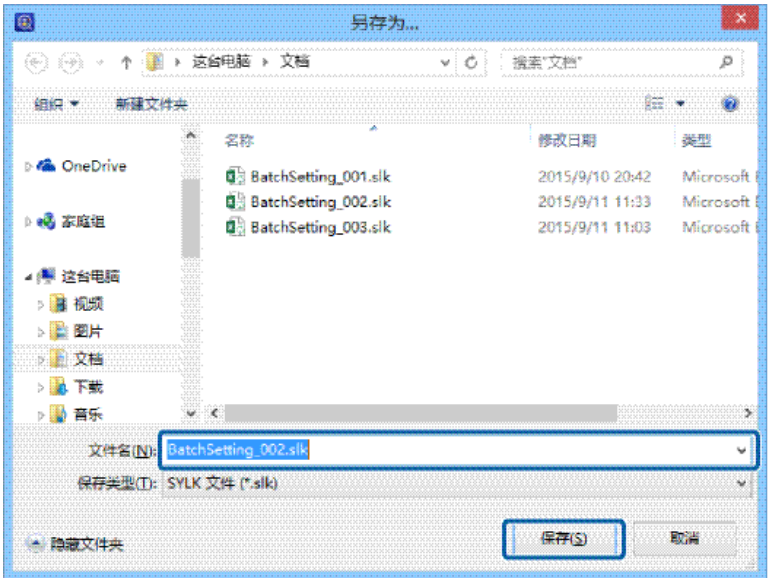 另存为...
这台电脑 文档 搜索"文档"
组织 新建文件夹
名称 修改日期 类型
OneDrive
家庭组
这台电脑
视频
图片
文档
下载
音乐
BatchSetting_001.slk 2015/9/10 20:42 Microsoft
BatchSetting_002.slk 2015/9/11 11:33 Microsoft
BatchSetting_003.slk 2015/9/11 11:03 Microsoft
文件名(N): BatchSetting_002.slk
保存类型(T): SYLK 文件 (*.slk)
隐藏文件夹 保存(S) 取消